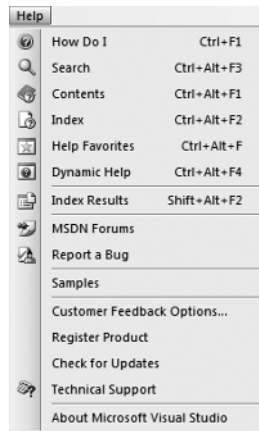 Help
How Do I Ctrl+F1
Search Ctrl+Alt+F3
Contents Ctrl+Alt+F1
Index Ctrl+Alt+F2
Help Favorites Ctrl+Alt+F
Dynamic Help Ctrl+Alt+F4
Index Results Shift+Alt+F2
MSDN Forums
Report a Bug
Samples
Customer Feedback Options...
Register Product
Check for Updates
Technical Support
About Microsoft Visual Studio